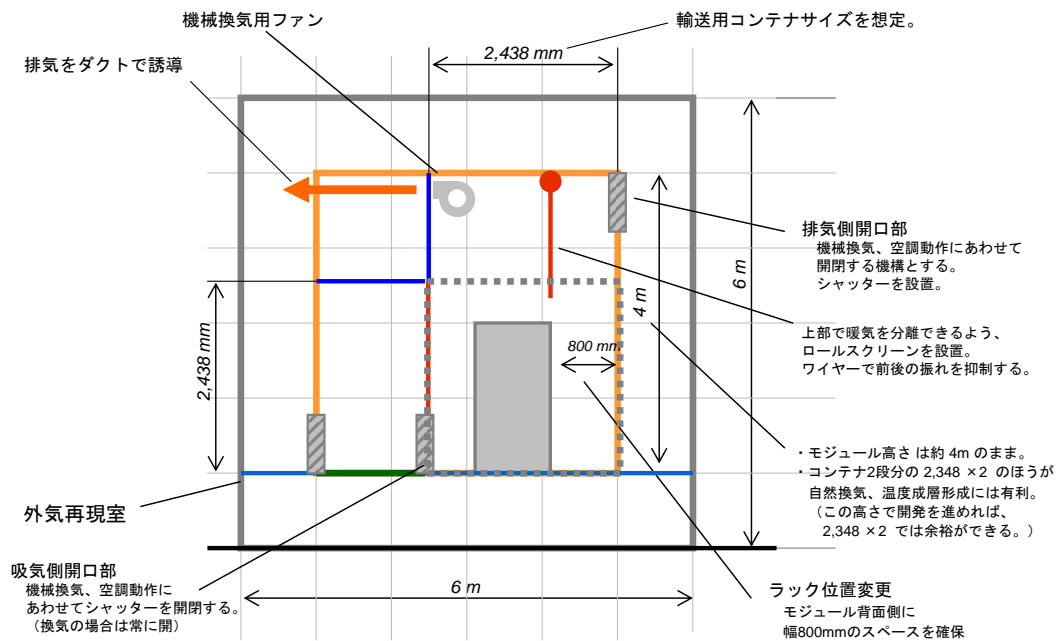 機械換気用ファン
輸送用コンテナサイズを想定。
2,438 mm
排気をダクトで誘導
排気側開口部
機械換気、空調動作にあわせて
開閉する機構とする。
シャッターを設置。
6 m
4 m
上部で暖気を分離できるよう、
ロールスクリーンを設置。
ワイヤーで前後の振れを抑制する。
800 mm
2,438 mm
・モジュール高さ は約 4m のまま。
・コンテナ2段分の 2,348 ×2 のほうが
自然換気、温度成層形成には有利。
（この高さで開発を進めれば、
2,348 ×2 では余裕ができる。）
外気再現室
吸気側開口部
機械換気、空調動作に
あわせてシャッターを開閉する。
（換気の場合は常に開）
6 m
ラック位置変更
モジュール背面側に
幅800mmのスペースを確保